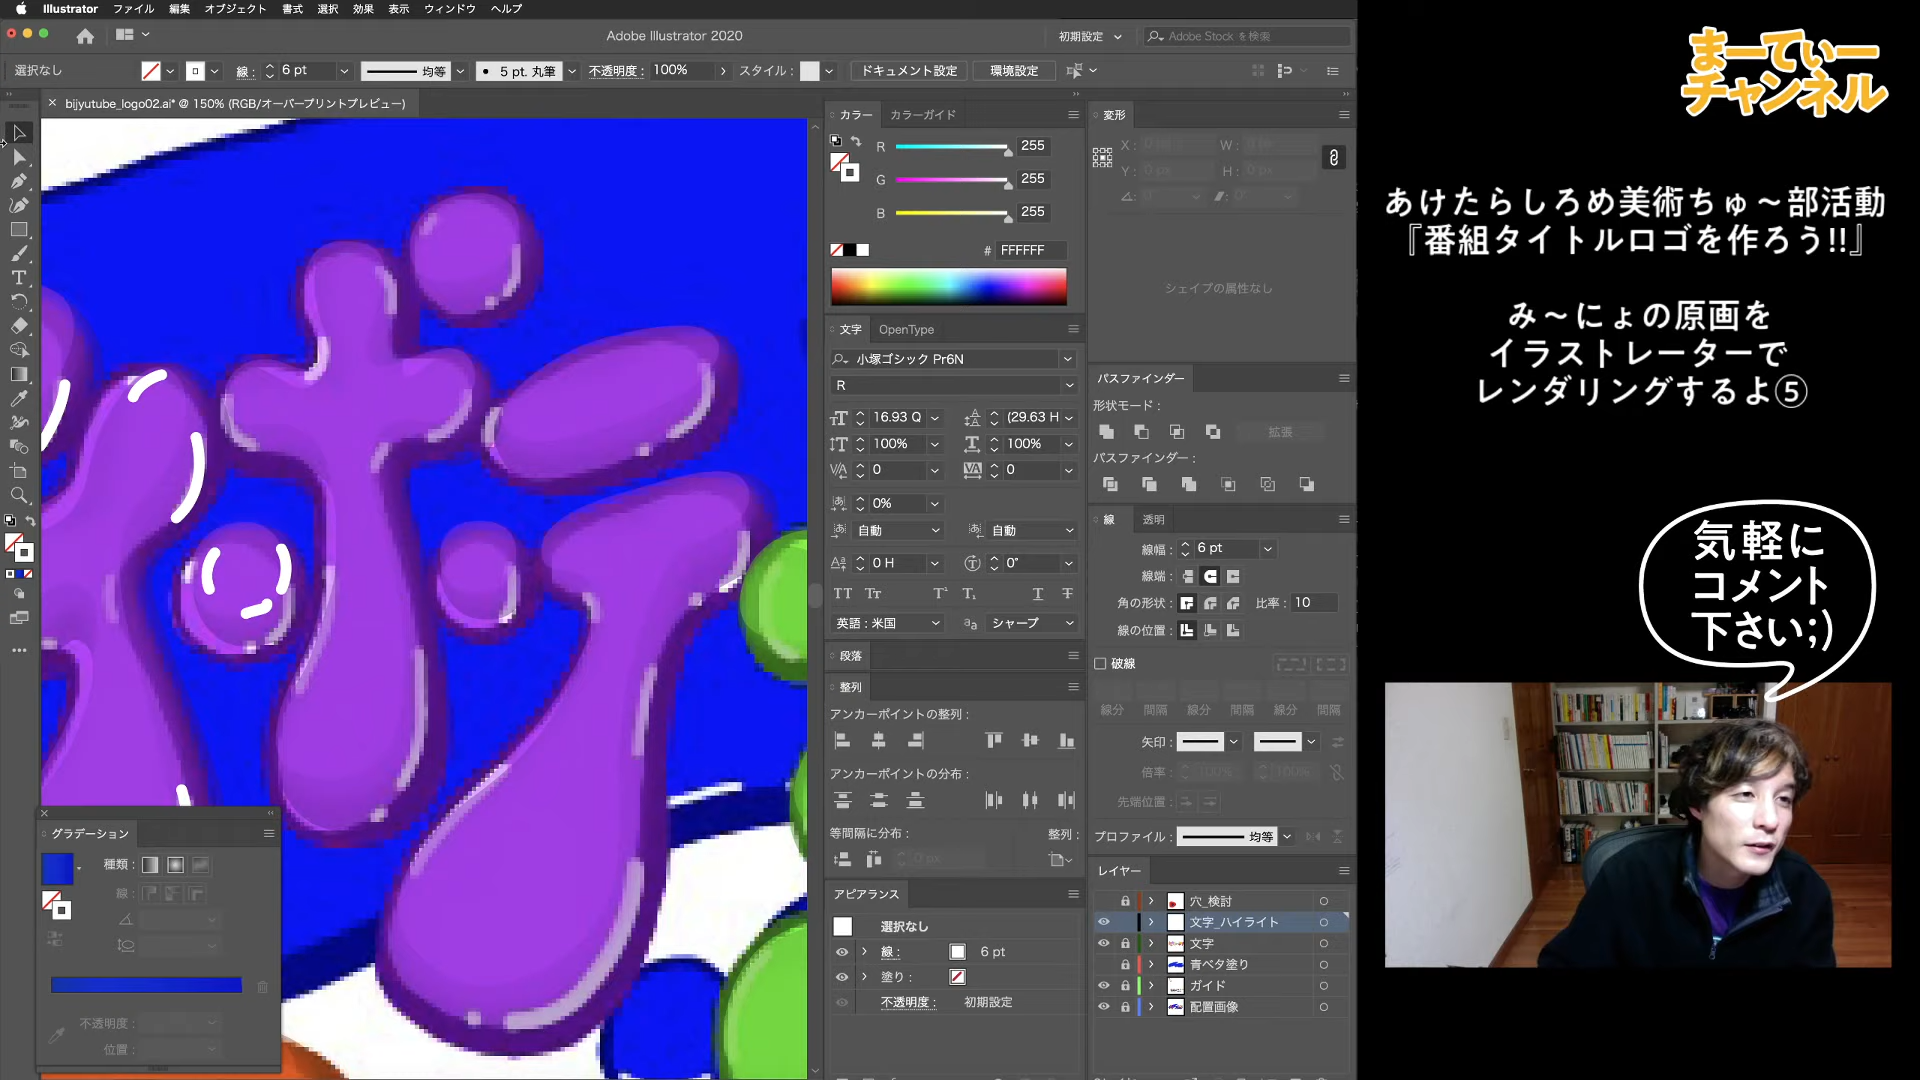 Illustrator ファイル 編集 オブジェクト 書式 選択 効果 表示 ウィンドウ ヘルプ
Adobe Illustrator 2020
初期設定
Adobe Stock を検索
選択なし
線: 6 pt
均等
5 pt. 丸筆
不透明度: 100%
スタイル:
ドキュメント設定
環境設定
bijyutube_logo02.ai* @ 150% (RGB/オーバープリントプレビュー)
カラー カラーガイド
R 255
G 255
B 255
# FFFFFF
文字 OpenType
小塚ゴシック Pr6N
R
16.93 Q (29.63 H
100% 100%
0 0
0%
自動 自動
0 H 0°
英語:米国 シャープ
段落
整列
アンカーポイントの整列:
アンカーポイントの分布:
等間隔に分布: 整列:
0 px
アピアランス
選択なし
線: 6 pt
塗り:
不透明度: 初期設定
変形
X: W:
Y: 0 px H: 0 px
シェイプの属性なし
パスファインダー
形状モード:
拡張
パスファインダー:
線 透明
線幅: 6 pt
線端:
角の形状: 比率: 10
線の位置:
破線
線分 間隔 線分 間隔 線分 間隔
矢印:
倍率: 100% 100%
先端位置:
プロファイル: 均等
レイヤー
穴_検討
文字_ハイライト
文字
青ベタ塗り
ガイド
配置画像
グラデーション
種類:
線:
不透明度:
位置:
まーてぃー
チャンネル
あけたらしろめ美術ちゅ～部活動
『番組タイトルロゴを作ろう!!』
み～にょの原画を
イラストレーターで
レンダリングするよ⑤
気軽に
コメント
下さい;)